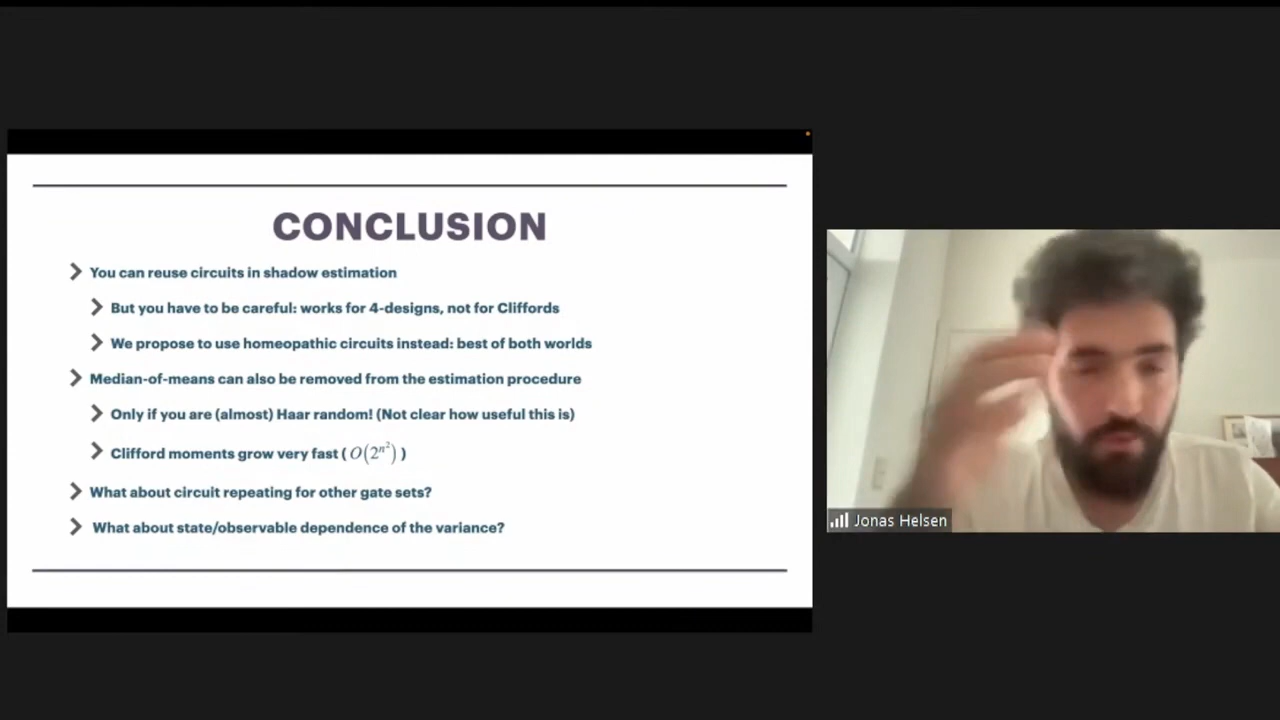 CONCLUSION
You can reuse circuits in shadow estimation
But you have to be careful: works for 4-designs, not for Cliffords
We propose to use homeopathic circuits instead: best of both worlds
Median-of-means can also be removed from the estimation procedure
Only if you are (almost) Haar random! (Not clear how useful this is)
Clifford moments grow very fast ( O(2^{n^2}) )
What about circuit repeating for other gate sets?
What about state/observable dependence of the variance?
Jonas Helsen